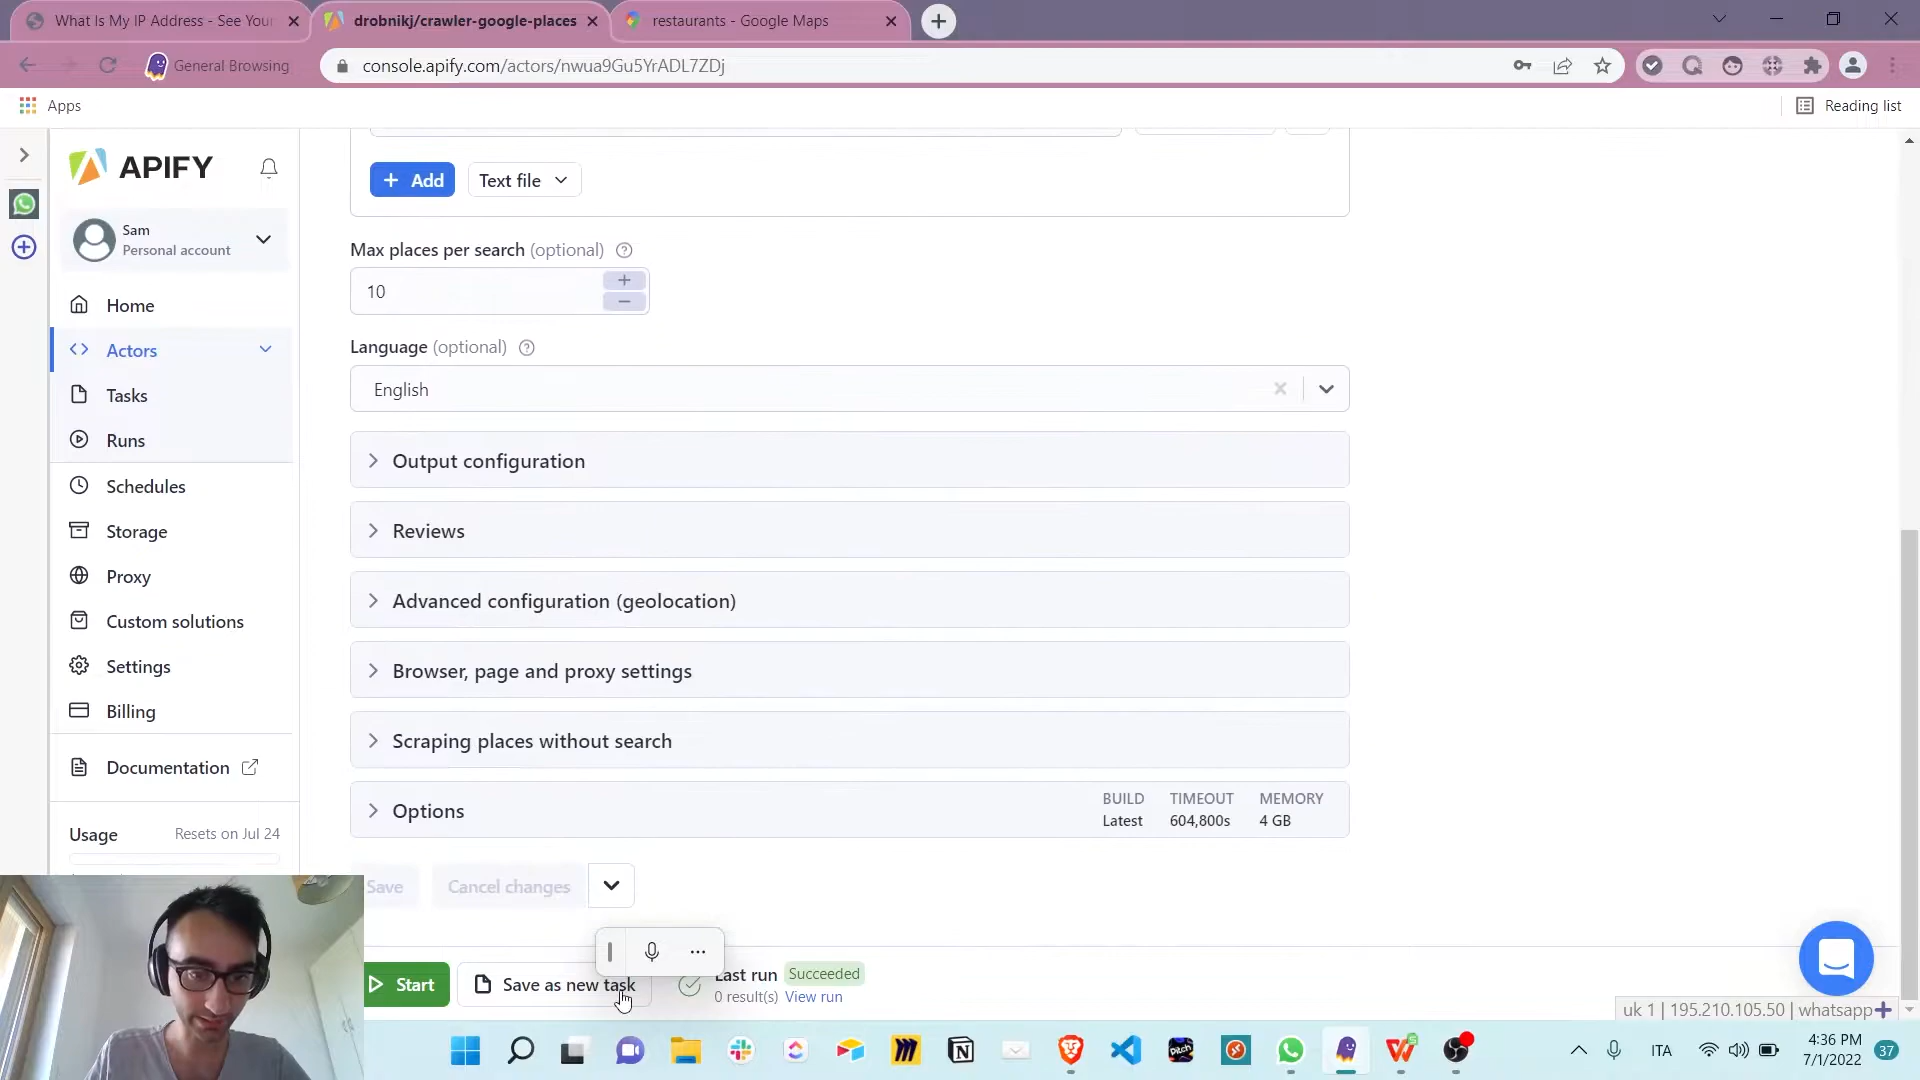 What Is My IP Address - See Your
drobnikj/crawler-google-places
restaurants - Google Maps
General Browsing
console.apify.com/actors/nwua9Gu5YrADL7ZDj
Apps
Reading list
APIFY
Sam
Personal account
Home
Actors
Tasks
Runs
Schedules
Storage
Proxy
Custom solutions
Settings
Billing
Documentation
Usage
Resets on Jul 24
+ Add
Text file
Max places per search (optional)
10
Language (optional)
English
Output configuration
Reviews
Advanced configuration (geolocation)
Browser, page and proxy settings
Scraping places without search
Options
BUILD
Latest
TIMEOUT
604,800s
MEMORY
4 GB
Save
Cancel changes
Start
Save as new task
Last run Succeeded
0 result(s) View run
uk 1 | 195.210.105.50 | whatsapp
Pitch
ITA
4:36 PM
7/1/2022
37